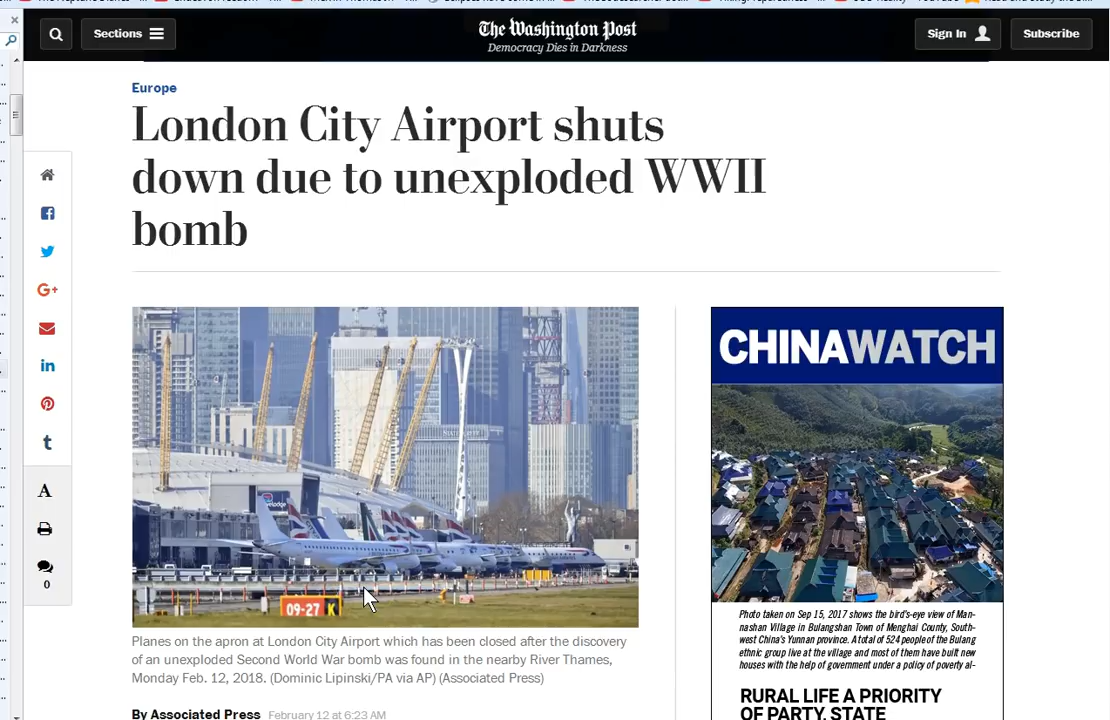 Sections
The Washington Post
Democracy Dies in Darkness
Sign In
Subscribe
Europe
London City Airport shuts
down due to unexploded WWII
bomb
A
0
09-27 K
Planes on the apron at London City Airport which has been closed after the discovery
of an unexploded Second World War bomb was found in the nearby River Thames,
Monday Feb. 12, 2018. (Dominic Lipinski/PA via AP) (Associated Press)
By Associated Press February 12 at 6:23 AM
CHINAWATCH
Photo taken on Sep 15, 2017 shows the bird's-eye view of Man-
nashan Village in Bulangshan Town of Menghai County, South-
west China's Yunnan province. A total of 524 people of the Bulang
ethnic group live at the village and most of them have built new
houses with the help of government under a policy of poverty al-
RURAL LIFE A PRIORITY
OF PARTY, STATE